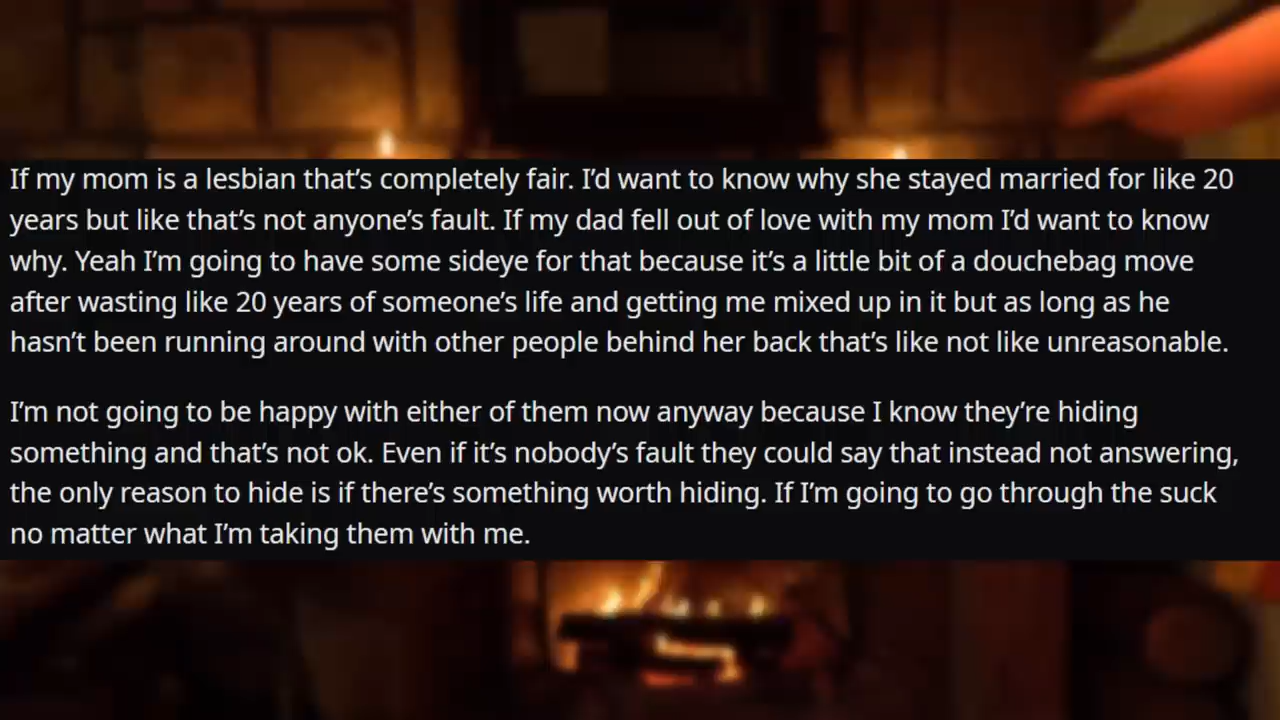 If my mom is a lesbian that’s completely fair. I’d want to know why she stayed married for like 20
years but like that’s not anyone’s fault. If my dad fell out of love with my mom I’d want to know
why. Yeah I’m going to have some sideye for that because it’s a little bit of a douchebag move
after wasting like 20 years of someone’s life and getting me mixed up in it but as long as he
hasn’t been running around with other people behind her back that’s like not like unreasonable.
I’m not going to be happy with either of them now anyway because I know they’re hiding
something and that’s not ok. Even if it’s nobody’s fault they could say that instead not answering,
the only reason to hide is if there’s something worth hiding. If I’m going to go through the suck
no matter what I’m taking them with me.